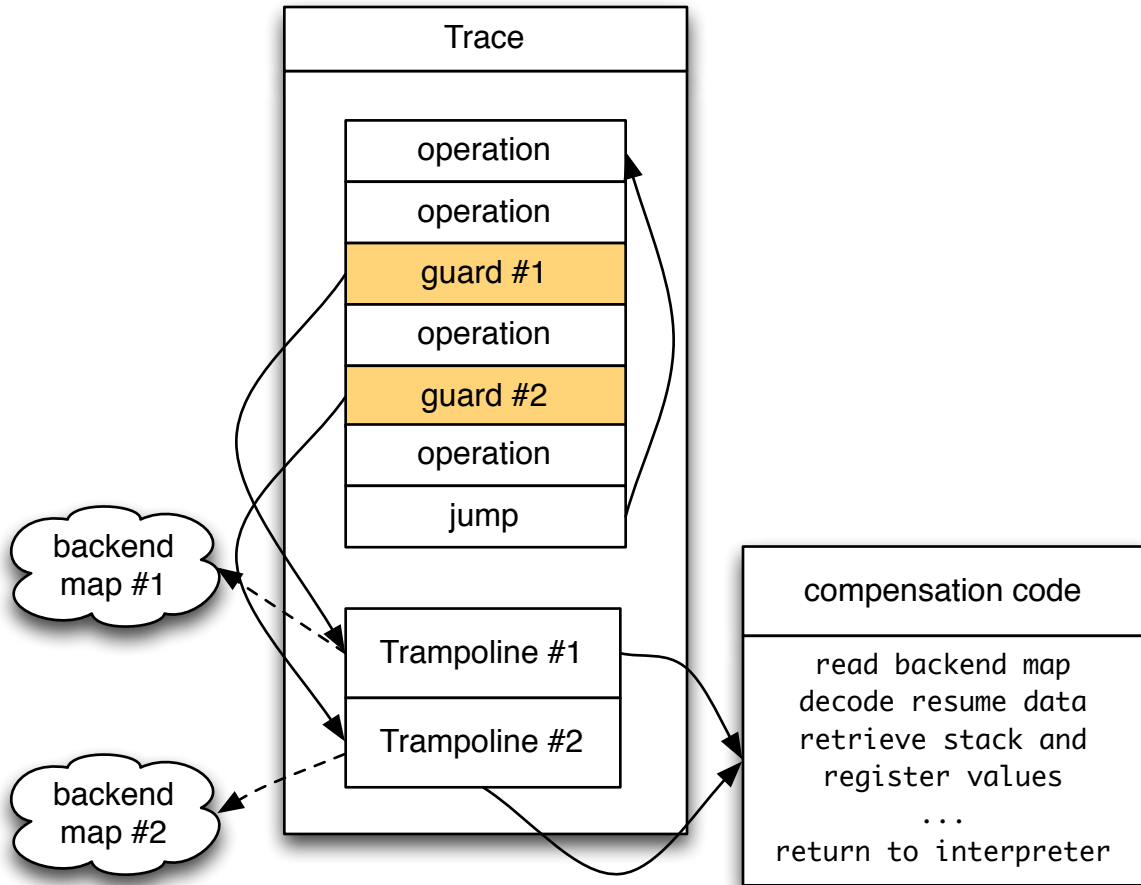 Trace
operation
operation
guard #1
operation
guard #2
operation
jump
backend
map #1
Trampoline #1
Trampoline #2
backend
map #2
compensation code
read backend map
decode resume data
retrieve stack and
register values
...
return to interpreter